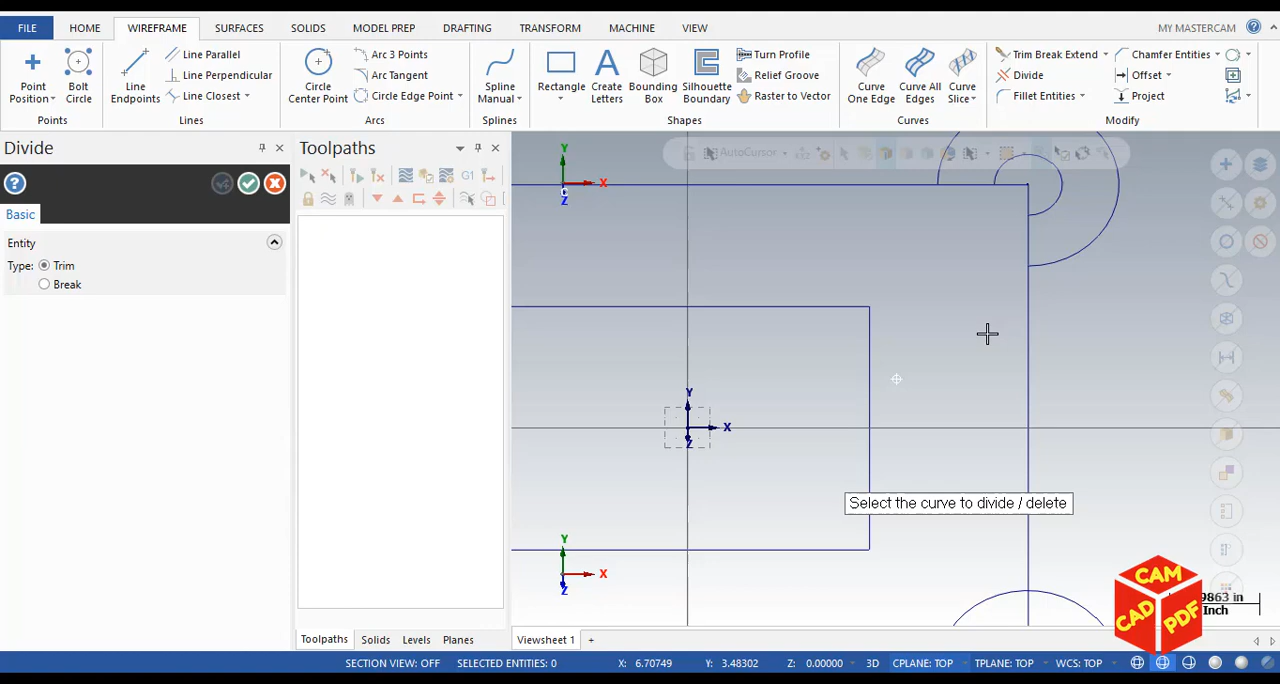 FILE HOME WIREFRAME SURFACES SOLIDS MODEL PREP DRAFTING TRANSFORM MACHINE VIEW MY MASTERCAM
Point Position
Bolt Circle
Points
Line Endpoints
Line Parallel
Line Perpendicular
Line Closest
Lines
Circle Center Point
Arc 3 Points
Arc Tangent
Circle Edge Point
Arcs
Spline Manual
Splines
Rectangle
Create Letters
Bounding Box
Silhouette Boundary
Turn Profile
Relief Groove
Raster to Vector
Shapes
Curve One Edge
Curve All Edges
Curve Slice
Curves
Trim Break Extend
Divide
Fillet Entities
Chamfer Entities
Offset
Project
Modify
Divide
Basic
Entity
Type: Trim
Break
Toolpaths
G1
Toolpaths Solids Levels Planes
AutoCursor
Y
X
Z
Y
X
Z
Select the curve to divide / delete
Y
X
Z
CAM
CAD
PDF
9863 in
Inch
Viewsheet 1 +
SECTION VIEW: OFF SELECTED ENTITIES: 0 X: 6.70749 Y: 3.48302 Z: 0.00000 3D CPLANE: TOP TPLANE: TOP WCS: TOP